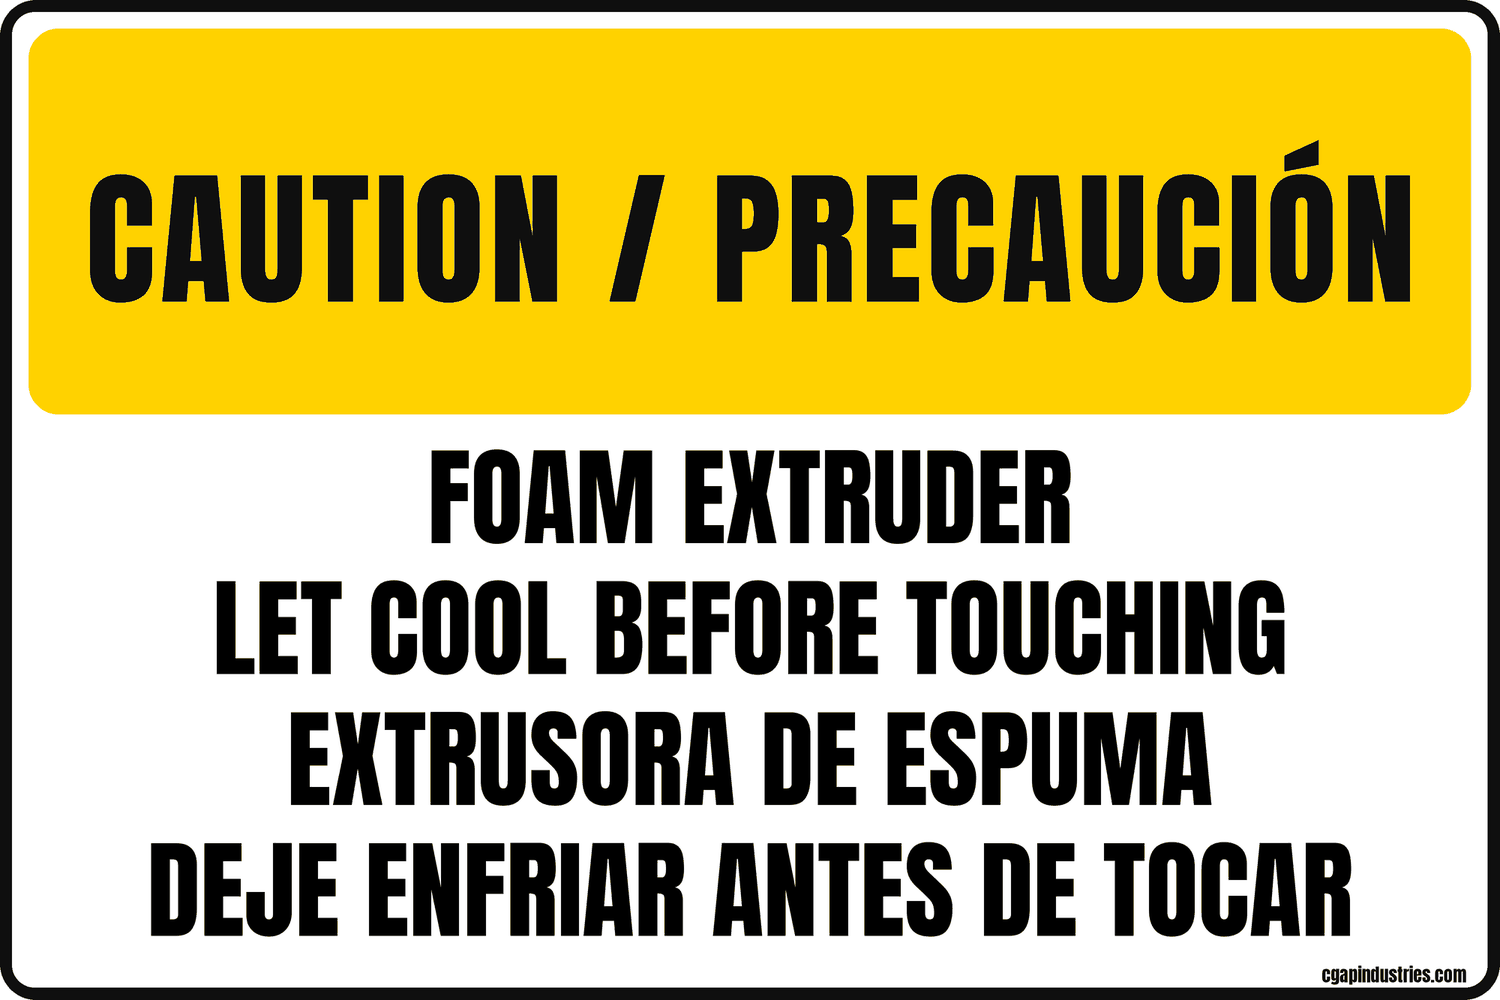 CAUTION / PRECAUCIÓN
FOAM EXTRUDER
LET COOL BEFORE TOUCHING
EXTRUSORA DE ESPUMA
DEJE ENFRIAR ANTES DE TOCAR
cgapindustries.com